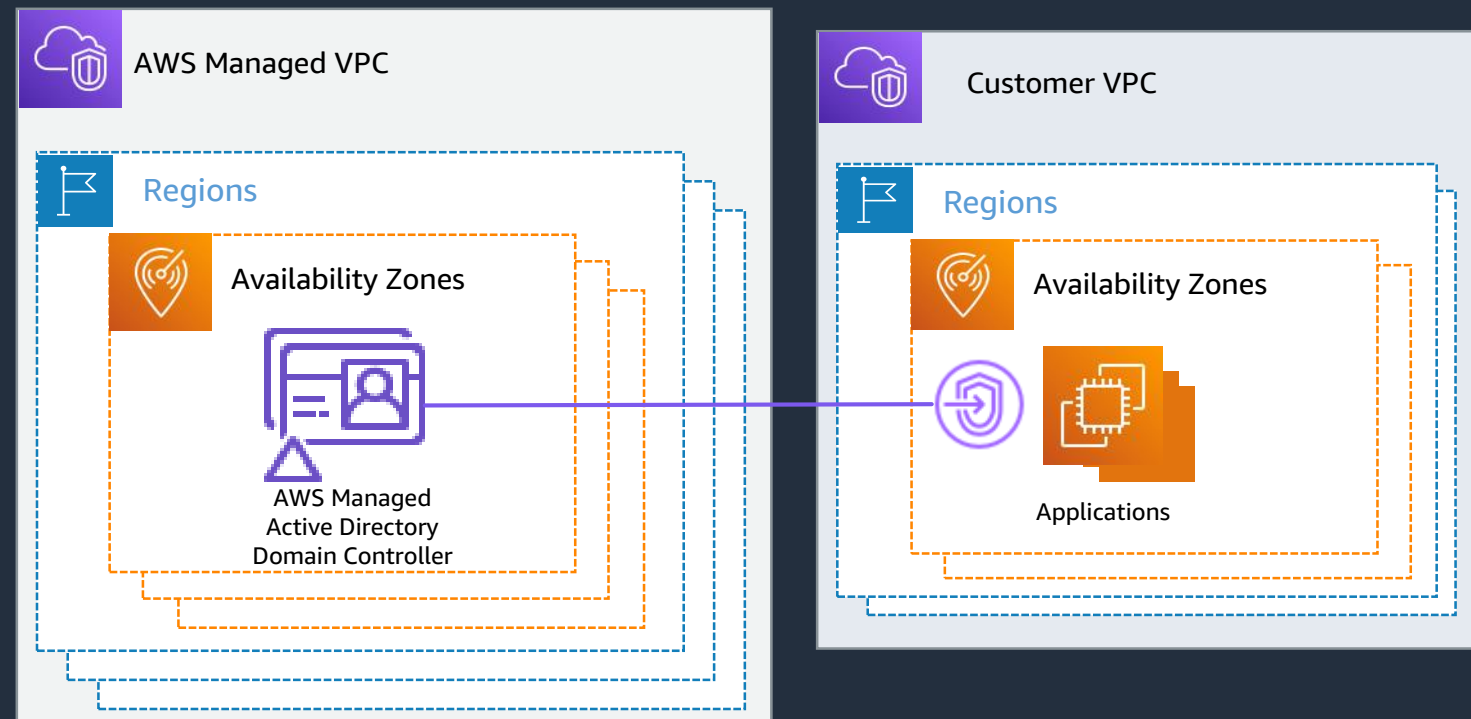 AWS Managed VPC
Regions
Availability Zones
AWS Managed
Active Directory
Domain Controller
Customer VPC
Regions
Availability Zones
Applications